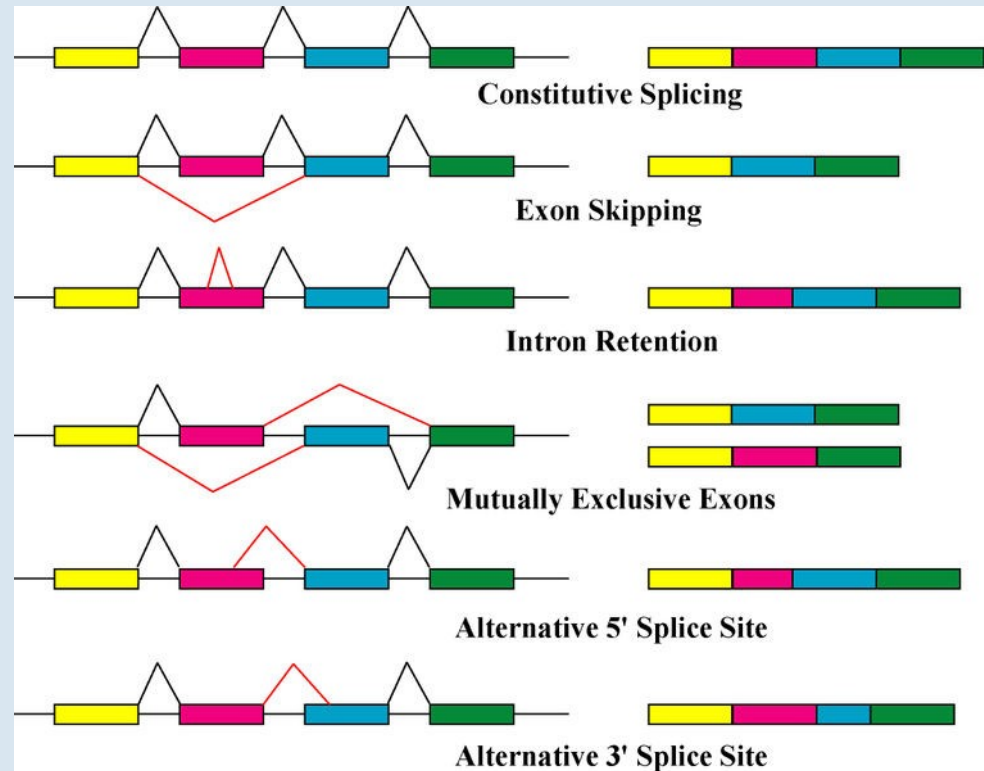 Constitutive Splicing
Exon Skipping
Intron Retention
Mutually Exclusive Exons
Alternative 5' Splice Site
Alternative 3' Splice Site